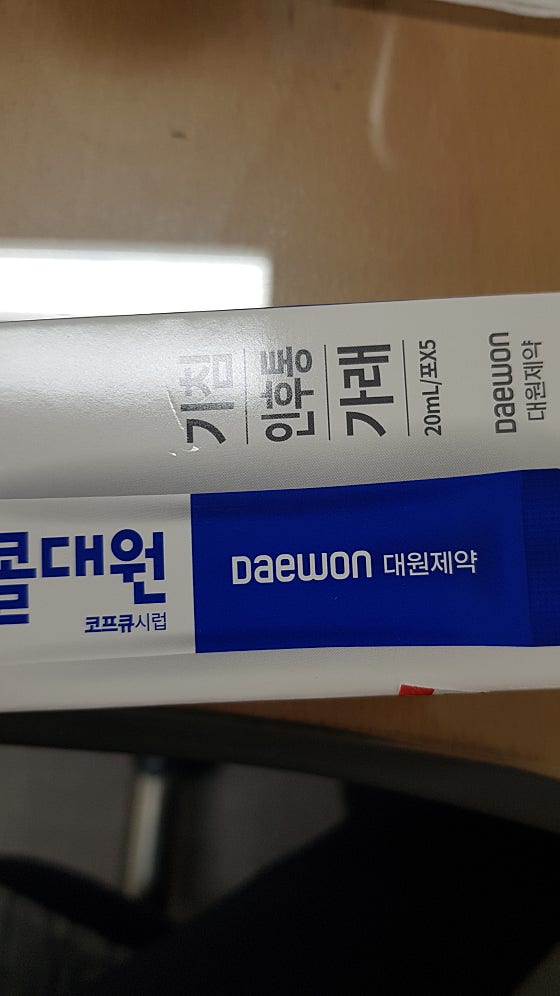 기침
인후통
가래
20mL/포X5
Daewon
대원제약
콜대원
코프큐시럽
Daewon 대원제약